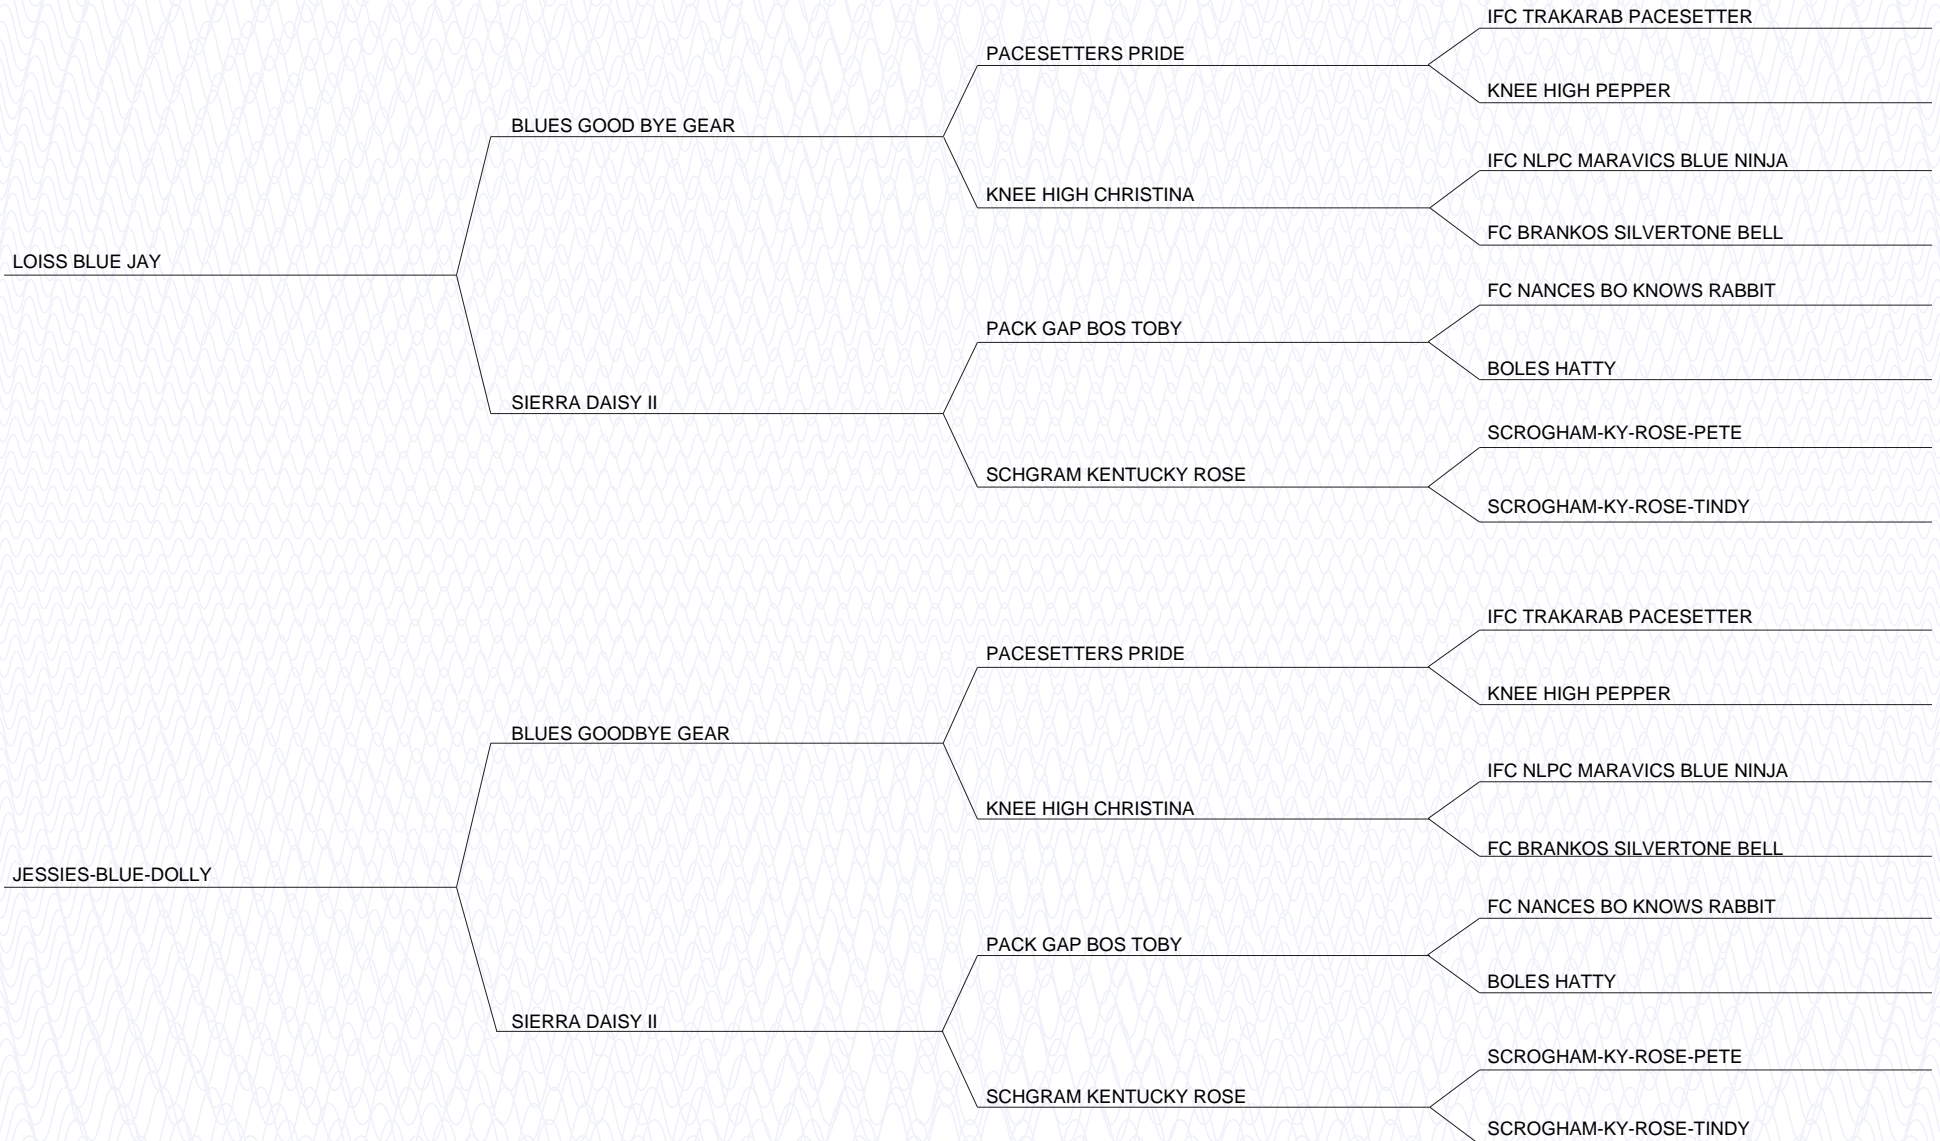 IFC TRAKARAB PACESETTER
PACESETTERS PRIDE
KNEE HIGH PEPPER
BLUES GOOD BYE GEAR
IFC NLPC MARAVICS BLUE NINJA
KNEE HIGH CHRISTINA
FC BRANKOS SILVERTONE BELL
LOISS BLUE JAY
FC NANCES BO KNOWS RABBIT
PACK GAP BOS TOBY
BOLES HATTY
SIERRA DAISY II
SCROGHAM-KY-ROSE-PETE
SCHGRAM KENTUCKY ROSE
SCROGHAM-KY-ROSE-TINDY
IFC TRAKARAB PACESETTER
PACESETTERS PRIDE
KNEE HIGH PEPPER
BLUES GOODBYE GEAR
IFC NLPC MARAVICS BLUE NINJA
KNEE HIGH CHRISTINA
FC BRANKOS SILVERTONE BELL
JESSIES-BLUE-DOLLY
FC NANCES BO KNOWS RABBIT
PACK GAP BOS TOBY
BOLES HATTY
SIERRA DAISY II
SCROGHAM-KY-ROSE-PETE
SCHGRAM KENTUCKY ROSE
SCROGHAM-KY-ROSE-TINDY